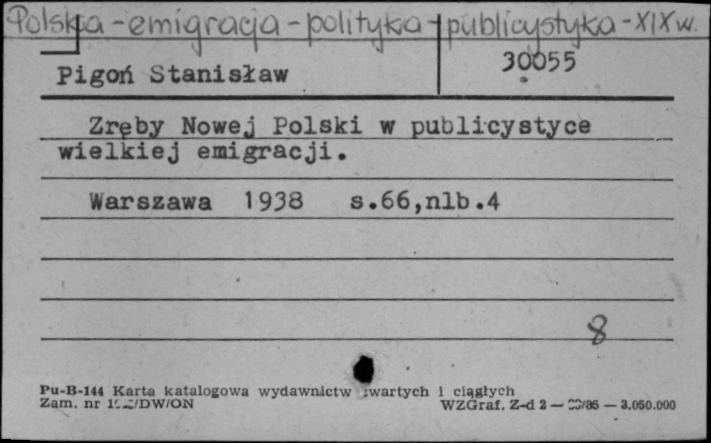 Polska - emigracja - polityka - publicystyka - XIX w.
Pigoń Stanisław
30055
Zręby Nowej Polski w publicystyce
wielkiej emigracji.
Warszawa 1938 s.66,nlb.4
8
Pu-B-144 Karta katalogowa wydawnictw i ciągłych
Zam. nr WZGraf. Z-d 2 — — 3.050.000